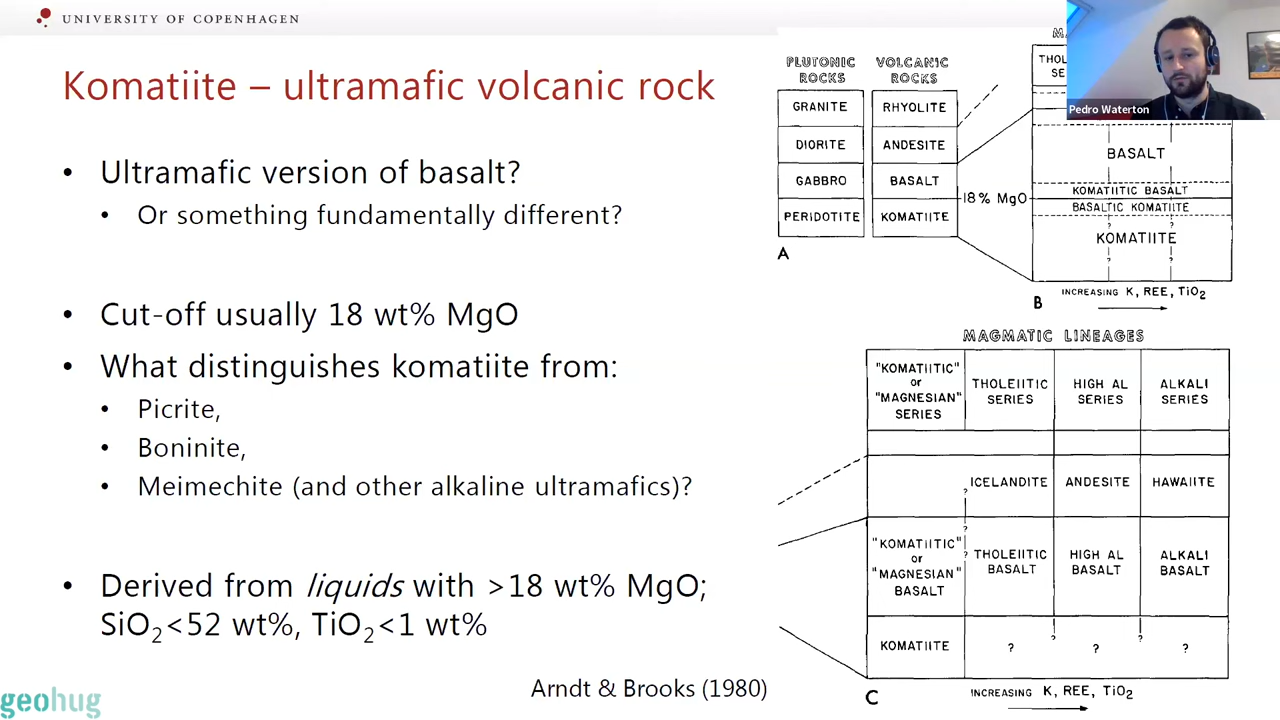 UNIVERSITY OF COPENHAGEN
Komatiite – ultramafic volcanic rock
• Ultramafic version of basalt?
• Or something fundamentally different?
• Cut-off usually 18 wt% MgO
• What distinguishes komatiite from:
• Picrite,
• Boninite,
• Meimechite (and other alkaline ultramafics)?
• Derived from liquids with >18 wt% MgO;
SiO₂<52 wt%, TiO₂<1 wt%
Arndt & Brooks (1980)
geohug
PLUTONIC ROCKS
VOLCANIC ROCKS
GRANITE RHYOLITE
DIORITE ANDESITE
GABBRO BASALT
PERIDOTITE KOMATIITE
A
18% MgO
Pedro Waterton
BASALT
KOMATIITIC BASALT
BASALTIC KOMATIITE
? ?
KOMATIITE
? ?
B
INCREASING K, REE, TiO₂
MAGMATIC LINEAGES
"KOMATIITIC" or "MAGNESIAN" SERIES
THOLEIITIC SERIES
HIGH AL SERIES
ALKALI SERIES
?
ICELANDITE ANDESITE HAWAIITE
"KOMATIITIC" or "MAGNESIAN" BASALT
?
?
THOLEIITIC BASALT
HIGH AL BASALT
ALKALI BASALT
? ?
KOMATIITE ? ? ?
C
INCREASING K, REE, TiO₂